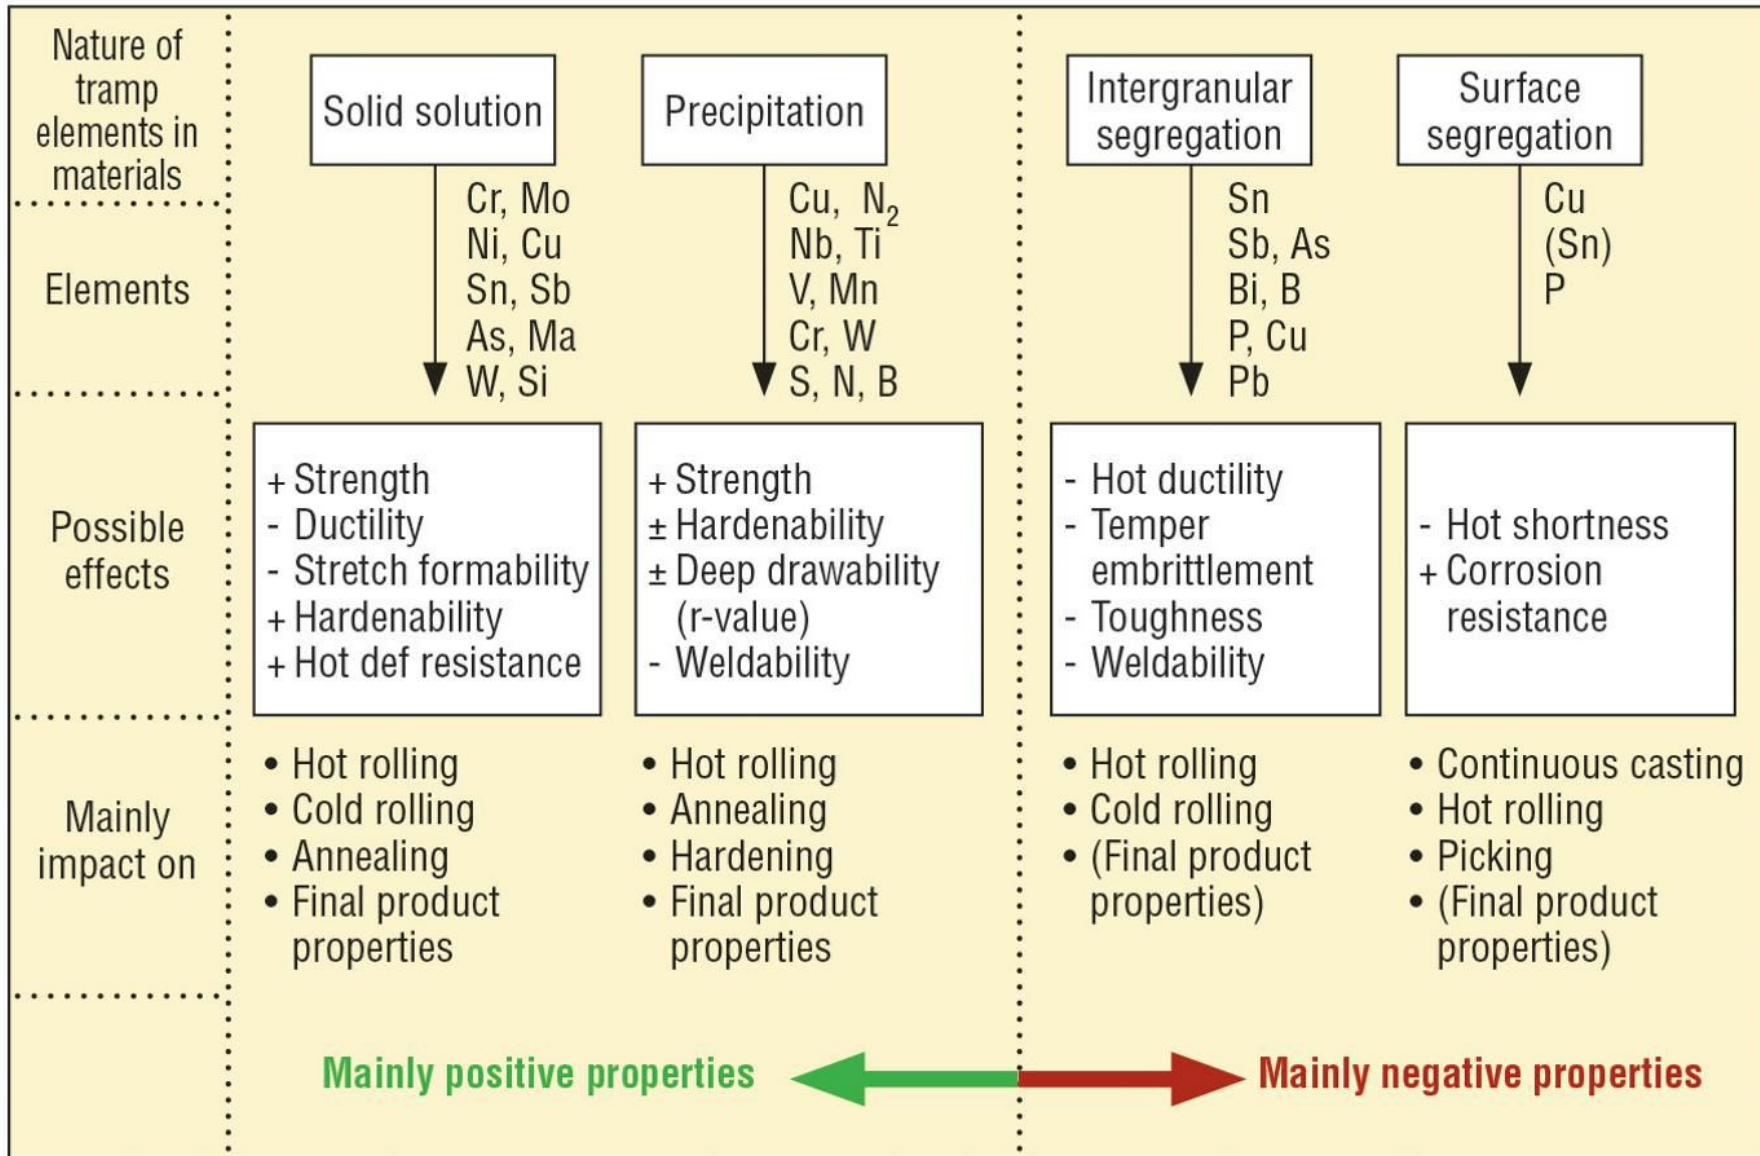 Nature of
tramp
elements in
materials
Solid solution
Precipitation
Intergranular
segregation
Surface
segregation
Elements
Cr, Mo
Ni, Cu
Sn, Sb
As, Ma
W, Si
Cu, N₂
Nb, Ti
V, Mn
Cr, W
S, N, B
Sn
Sb, As
Bi, B
P, Cu
Pb
Cu
(Sn)
P
Possible
effects
+ Strength
- Ductility
- Stretch formability
+ Hardenability
+ Hot def resistance
+ Strength
± Hardenability
± Deep drawability
(r-value)
- Weldability
- Hot ductility
- Temper
embrittlement
- Toughness
- Weldability
- Hot shortness
+ Corrosion
resistance
Mainly
impact on
• Hot rolling
• Cold rolling
• Annealing
• Final product
properties
• Hot rolling
• Annealing
• Hardening
• Final product
properties
• Hot rolling
• Cold rolling
• (Final product
properties)
• Continuous casting
• Hot rolling
• Picking
• (Final product
properties)
Mainly positive properties
Mainly negative properties